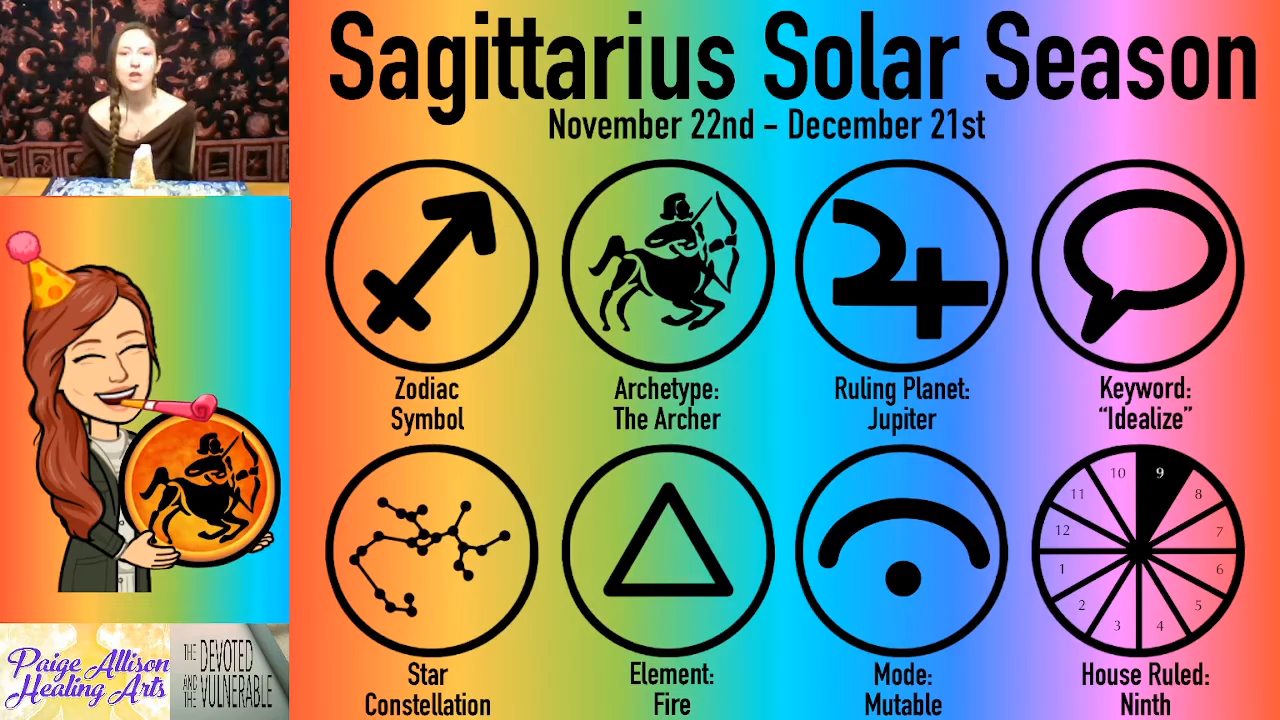 Sagittarius Solar Season
November 22nd - December 21st
Zodiac
Symbol
Archetype:
The Archer
Ruling Planet:
Jupiter
Keyword:
“Idealize”
10
9
11
8
12
7
1
6
2
5
3
4
Star
Constellation
Element:
Fire
Mode:
Mutable
House Ruled:
Ninth
Paige Allison
Healing Arts
THE DEVOTED
AND
THE VULNERABLE